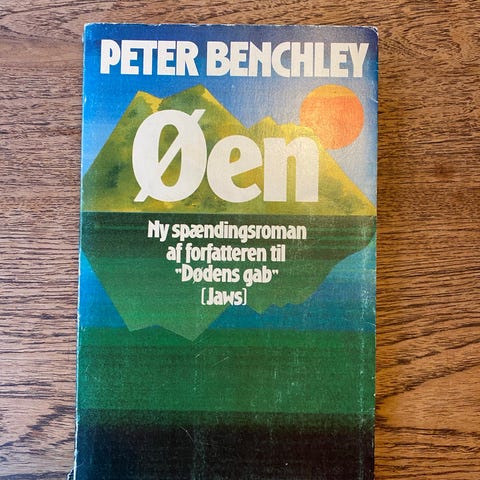 PETER BENCHLEY
Øen
Ny spændingsroman
af forfatteren til
"Dødens gab"
(Jaws)